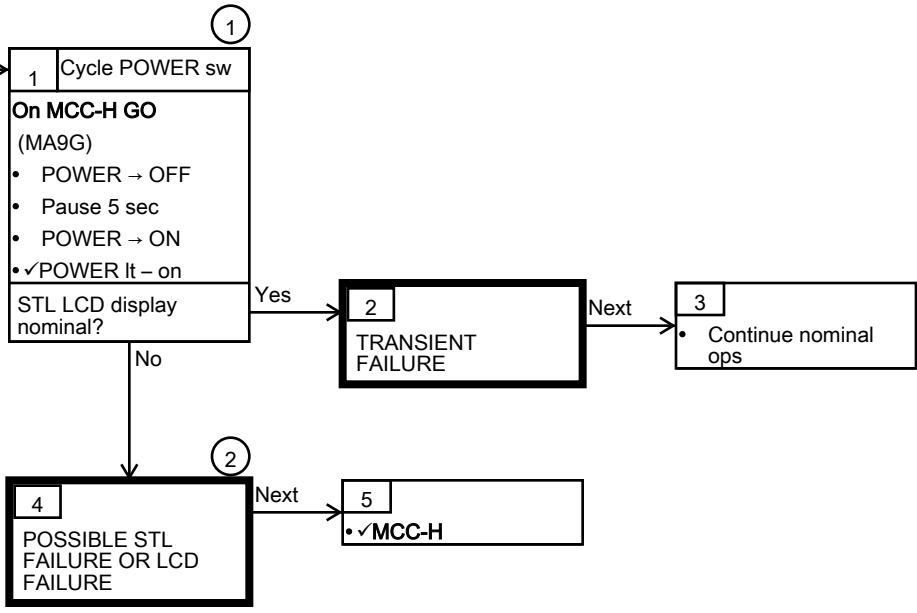 1
1 Cycle POWER sw
On MCC-H GO
(MA9G)
• POWER → OFF
• Pause 5 sec
• POWER → ON
• ✓POWER lt – on
STL LCD display
nominal?
Yes
No
2
TRANSIENT
FAILURE
Next
3
• Continue nominal
ops
2
4
POSSIBLE STL
FAILURE OR LCD
FAILURE
Next
5
• ✓MCC-H